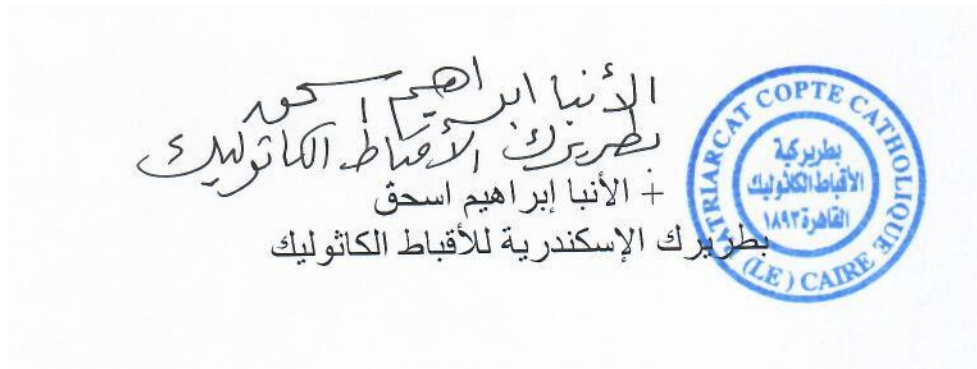 الأنبا ابراهيم اسحق
بطريرك الأقباط الكاثوليك
+ الأنبا إبراهيم اسحق
بطريرك الإسكندرية للأقباط الكاثوليك
PATRIARCAT COPTE CATHOLIQUE
(LE) CAIRE
بطريركية
الأقباط الكاثوليك
القاهرة ١٨٩٣